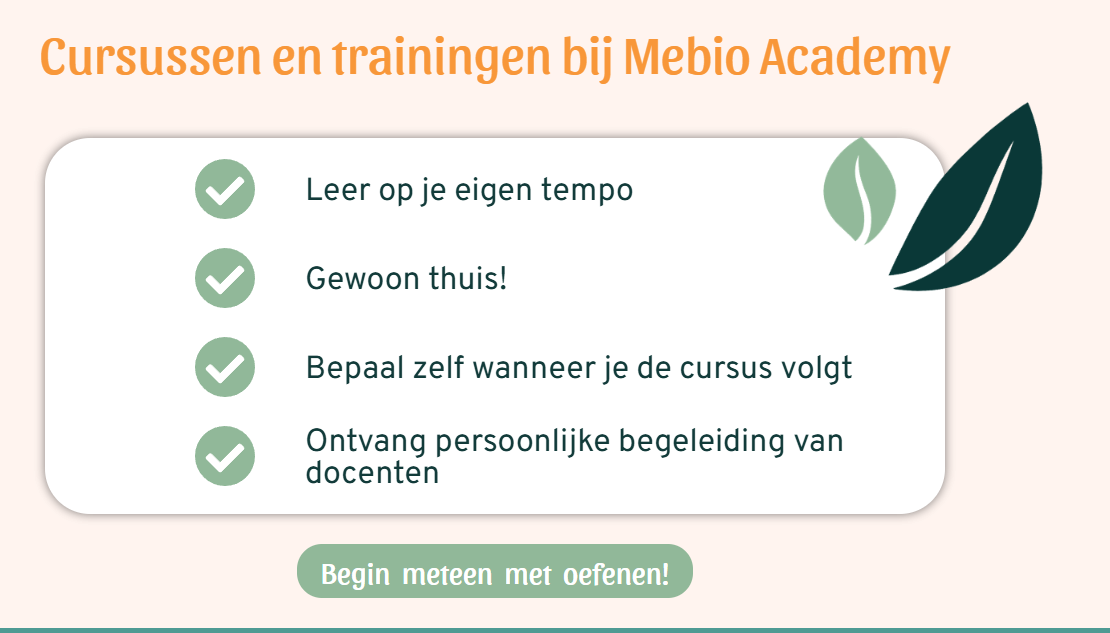 Cursussen en trainingen bij Mebio Academy
Leer op je eigen tempo
Gewoon thuis!
Bepaal zelf wanneer je de cursus volgt
Ontvang persoonlijke begeleiding van
docenten
Begin meteen met oefenen!